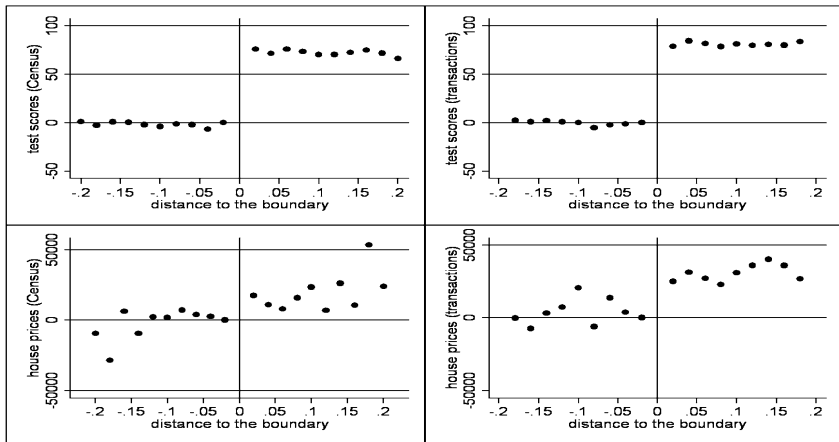 100
50
0
-50
test scores (Census)
-.2 -.15 -.1 -.05 0 .05 .1 .15 .2
distance to the boundary
100
50
0
-50
test scores (transactions)
-.2 -.15 -.1 -.05 0 .05 .1 .15 .2
distance to the boundary
50000
0
-50000
house prices (Census)
-.2 -.15 -.1 -.05 0 .05 .1 .15 .2
distance to the boundary
50000
0
-50000
house prices (transactions)
-.2 -.15 -.1 -.05 0 .05 .1 .15 .2
distance to the boundary